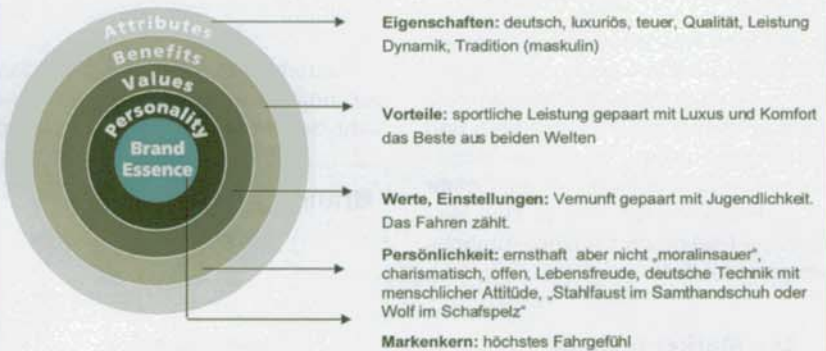 Attributes
Benefits
Values
Personality
Brand
Essence
Eigenschaften: deutsch, luxuriös, teuer, Qualität, Leistung
Dynamik, Tradition (maskulin)
Vorteile: sportliche Leistung gepaart mit Luxus und Komfort
das Beste aus beiden Welten
Werte, Einstellungen: Vernunft gepaart mit Jugendlichkeit.
Das Fahren zählt.
Persönlichkeit: ernsthaft aber nicht „moralinsauer“,
charismatisch, offen, Lebensfreude, deutsche Technik mit
menschlicher Attitüde, „Stahlfaust im Samthandschuh oder
Wolf im Schafspelz“
Markenkern: höchstes Fahrgefühl